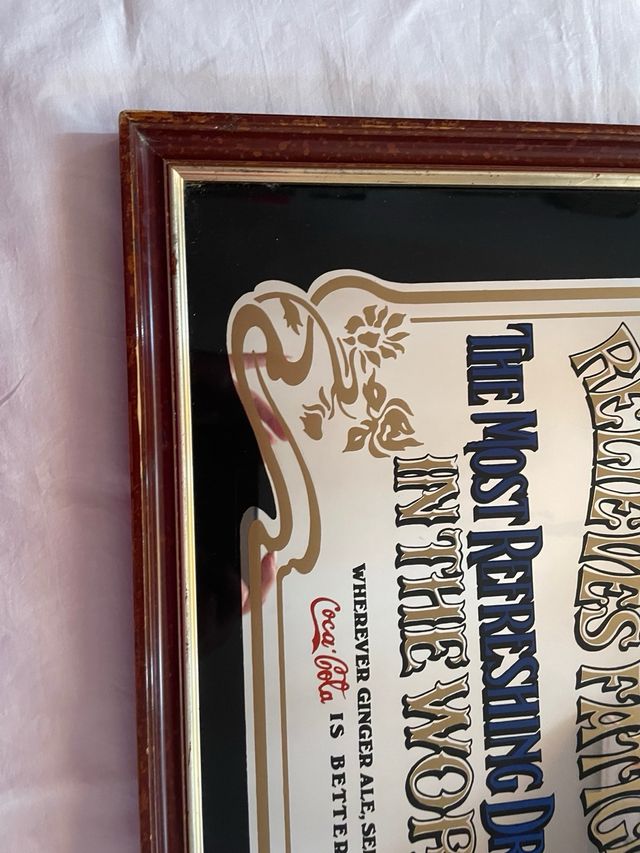 RELIEVES FATIG
THE MOST REFRESHING DR
IN THE WOR
WHEREVER GINGER ALE, SE
Coca-Cola IS BETTER